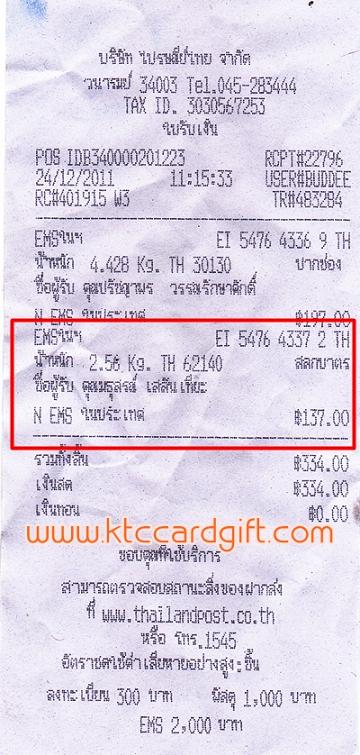 บริษัท ไปรษณีย์ไทย จำกัด
วนารมย์ 34003 Tel.045-283444
TAX ID. 3030567253
ใบรับเงิน
POS IDB340000201223 RCPT#22796
24/12/2011 11:15:33 USER#BUDDEE
RC#401915 W3 TR#483284
EMSในฯ EI 5476 4336 9 TH
น้ำหนัก 4.428 Kg. TH 30130 ปากช่อง
ชื่อผู้รับ คุณปรัชญาพร วรรณรักษาศักดิ์
N EMS ในประเทศ ฿197.00
EMSในฯ EI 5476 4337 2 TH
น้ำหนัก 2.56 Kg. TH 62140 สลกบาตร
ชื่อผู้รับ คุณมธุสรณ์
N EMS ในประเทศ ฿137.00
รวมทั้งสิ้น ฿334.00
เงินสด ฿334.00
เงินทอน ฿0.00
www.ktccardgift.com
ขอบคุณที่ใช้บริการ
สามารถตรวจสอบสถานะสิ่งของฝากส่ง
ที่ www.thailandpost.co.th
หรือ โทร.1545
อัตราชดใช้ค่าเสียหายอย่างสูง:ชิ้น
ลงทะเบียน 300 บาท พัสดุ 1,000 บาท
EMS 2,000 บาท